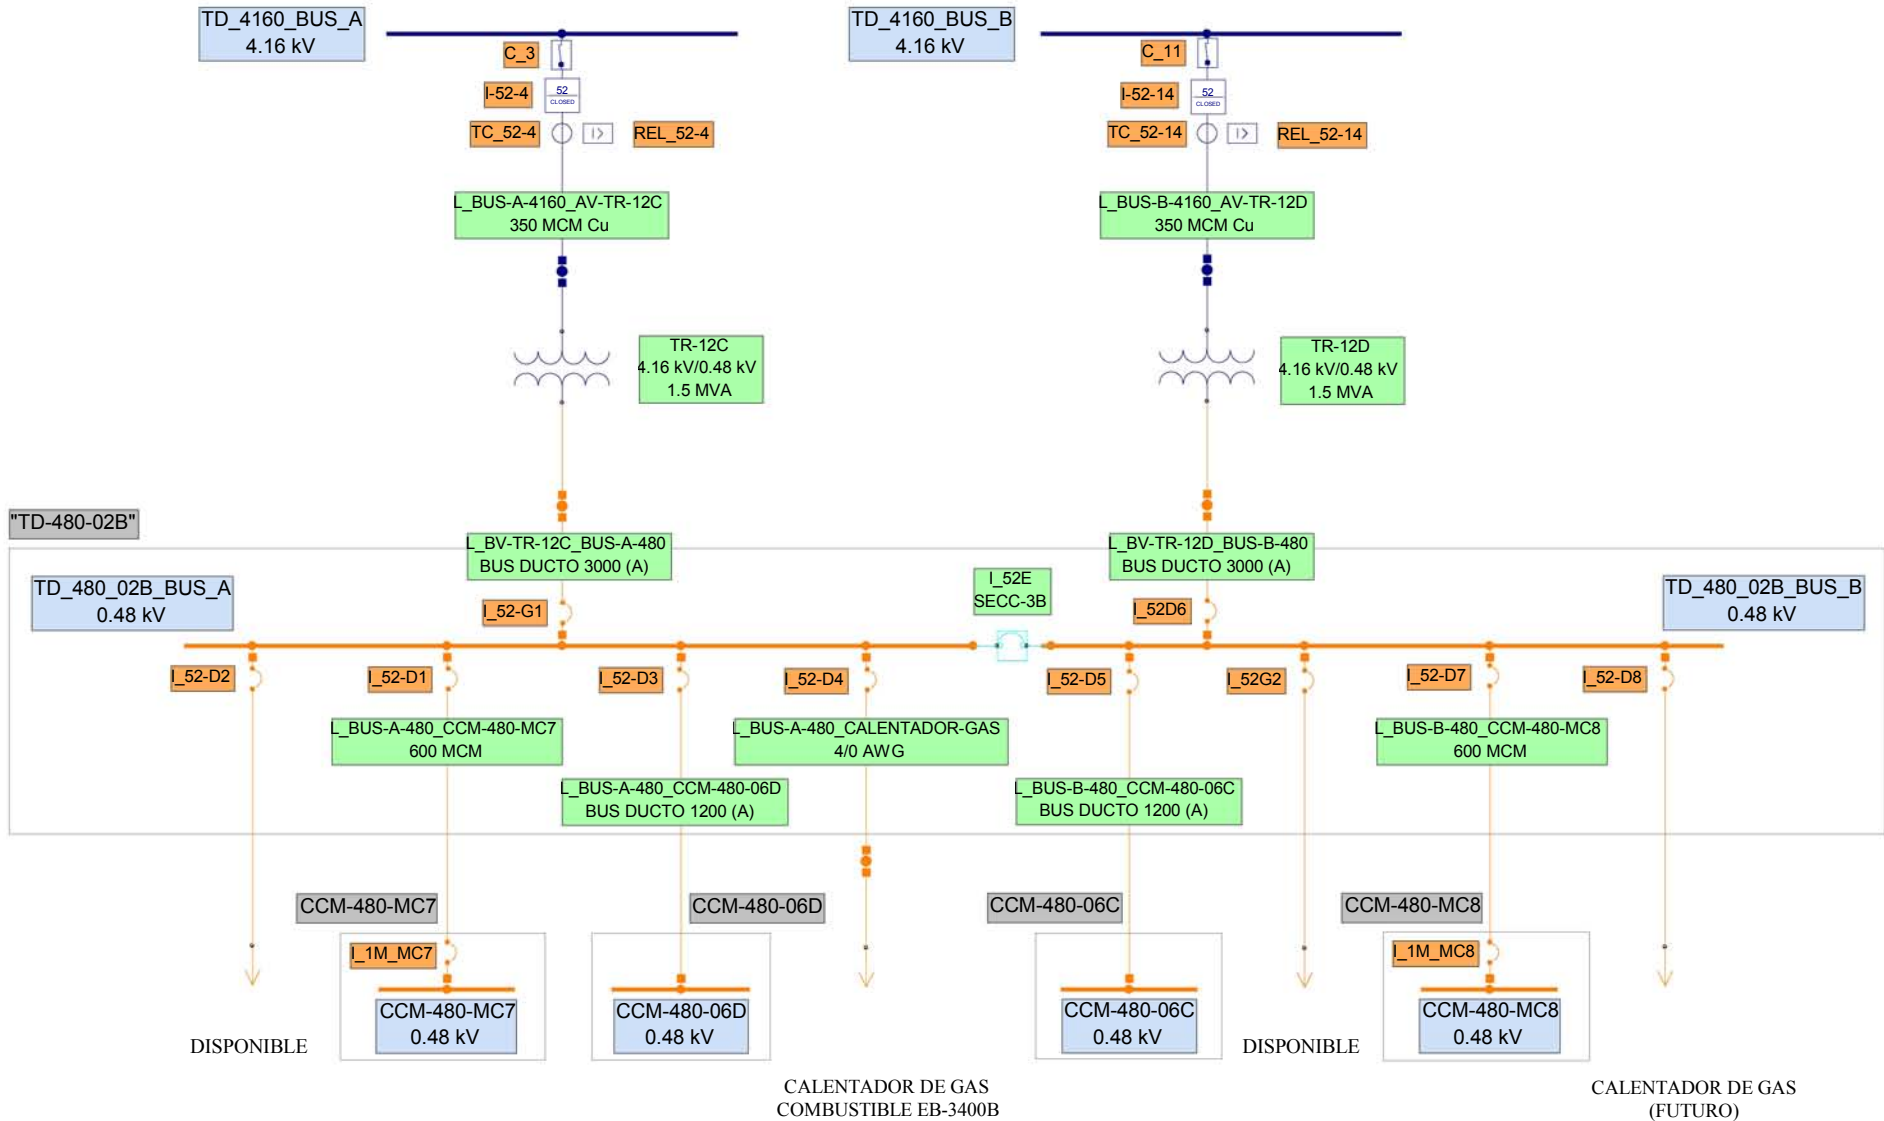 TD_4160_BUS_A
4.16 kV
TD_4160_BUS_B
4.16 kV
C_3
C_11
I-52-4
52
CLOSED
I-52-14
52
CLOSED
TC_52-4
REL_52-4
TC_52-14
REL_52-14
L_BUS-A-4160_AV-TR-12C
350 MCM Cu
L_BUS-B-4160_AV-TR-12D
350 MCM Cu
TR-12C
4.16 kV/0.48 kV
1.5 MVA
TR-12D
4.16 kV/0.48 kV
1.5 MVA
"TD-480-02B"
L_BV-TR-12C_BUS-A-480
BUS DUCTO 3000 (A)
L_BV-TR-12D_BUS-B-480
BUS DUCTO 3000 (A)
TD_480_02B_BUS_A
0.48 kV
I_52-G1
I_52E
SECC-3B
I_52D6
TD_480_02B_BUS_B
0.48 kV
I_52-D2
I_52-D1
I_52-D3
I_52-D4
I_52-D5
I_52G2
I_52-D7
I_52-D8
L_BUS-A-480_CCM-480-MC7
600 MCM
L_BUS-A-480_CALENTADOR-GAS
4/0 AWG
L_BUS-B-480_CCM-480-MC8
600 MCM
L_BUS-A-480_CCM-480-06D
BUS DUCTO 1200 (A)
L_BUS-B-480_CCM-480-06C
BUS DUCTO 1200 (A)
CCM-480-MC7
CCM-480-06D
CCM-480-06C
CCM-480-MC8
I_1M_MC7
I_1M_MC8
CCM-480-MC7
0.48 kV
CCM-480-06D
0.48 kV
CCM-480-06C
0.48 kV
CCM-480-MC8
0.48 kV
DISPONIBLE
DISPONIBLE
CALENTADOR DE GAS
COMBUSTIBLE EB-3400B
CALENTADOR DE GAS
(FUTURO)